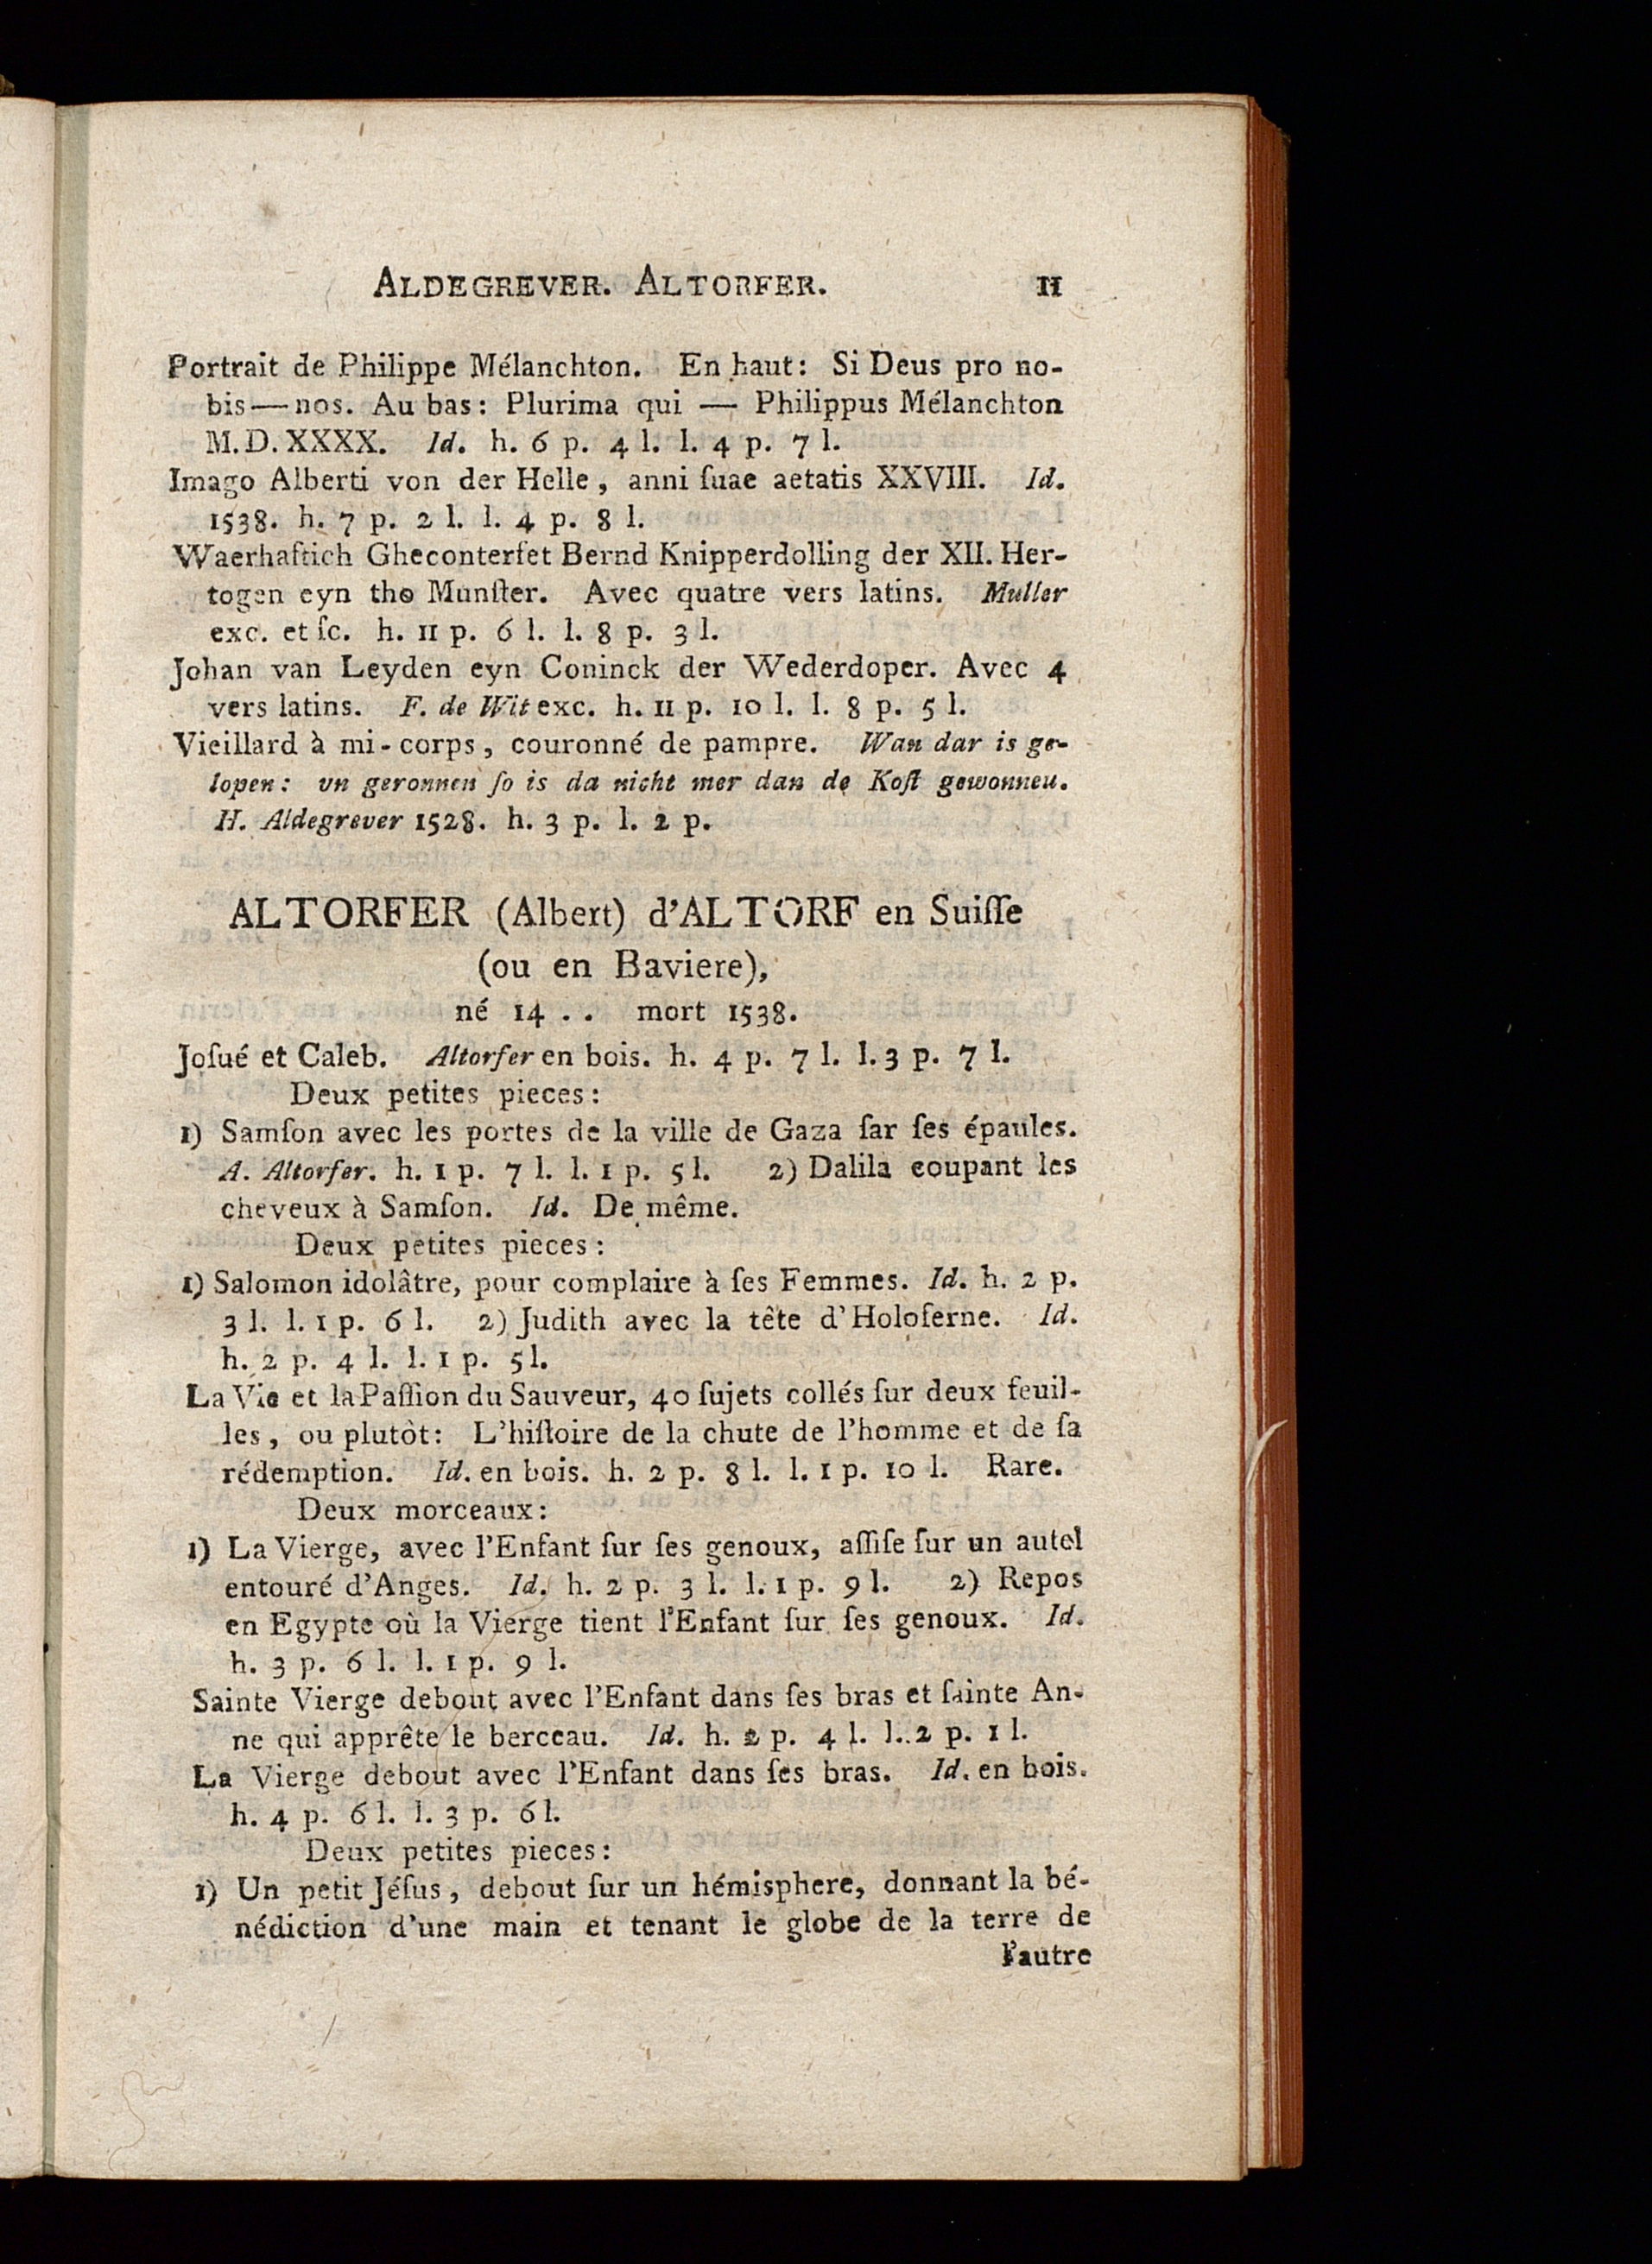 ALDEGREVER. ALTORFER. 11
Portrait de Philippe Mélanchton. En haut: Si Deus pro no-
bis — nos. Au bas: Plurima qui — Philippus Mélanchton
M.D.XXXX. Id. h. 6 p. 4 l. l. 4 p. 7 l.
Imago Alberti von der Helle, anni ſuae aetatis XXVIII. Id.
1538. h. 7 p. 2 l. l. 4 p. 8 l.
Waerhaftich Gheconterfet Bernd Knipperdolling der XII. Her-
togen eyn tho Munſter. Avec quatre vers latins. Muller
exc. et ſc. h. 11 p. 6 l. l. 8 p. 3 l.
Johan van Leyden eyn Coninck der Wederdoper. Avec 4
vers latins. F. de Wit exc. h. 11 p. 10 l. l. 8 p. 5 l.
Vieillard à mi-corps, couronné de pampre. Wan dar is ge-
lopen: vn geronnen ſo is da nicht mer dan de Koſt gewonneu.
H. Aldegrever 1528. h. 3 p. l. 2 p.
ALTORFER (Albert) d'ALTORF en Suiſſe
(ou en Baviere),
né 14 . . mort 1538.
Joſué et Caleb. Altorfer en bois. h. 4 p. 7 l. l. 3 p. 7 l.
Deux petites pieces:
1) Samſon avec les portes de la ville de Gaza ſar ſes épaules.
A. Altorfer. h. 1 p. 7 l. l. 1 p. 5 l. 2) Dalila coupant les
cheveux à Samſon. Id. De même.
Deux petites pieces:
1) Salomon idolâtre, pour complaire à ſes Femmes. Id. h. 2 p.
3 l. l. 1 p. 6 l. 2) Judith avec la tête d'Holoferne. Id.
h. 2 p. 4 l. l. 1 p. 5 l.
La Vie et la Paſſion du Sauveur, 40 ſujets collés ſur deux feuil-
les, ou plutôt: L'hiſtoire de la chute de l'homme et de ſa
rédemption. Id. en bois. h. 2 p. 8 l. l. 1 p. 10 l. Rare.
Deux morceaux:
1) La Vierge, avec l'Enfant ſur ſes genoux, aſſiſe ſur un autel
entouré d'Anges. Id. h. 2 p. 3 l. l. 1 p. 9 l. 2) Repos
en Egypte où la Vierge tient l'Enfant ſur ſes genoux. Id.
h. 3 p. 6 l. l. 1 p. 9 l.
Sainte Vierge debout avec l'Enfant dans ſes bras et ſainte An-
ne qui apprête le berceau. Id. h. 2 p. 4 l. l. 2 p. 1 l.
La Vierge debout avec l'Enfant dans ſes bras. Id. en bois.
h. 4 p. 6 l. l. 3 p. 6 l.
Deux petites pieces:
1) Un petit Jéſus, debout ſur un hémisphere, donnant la bé-
nédiction d'une main et tenant le globe de la terre de
l'autre